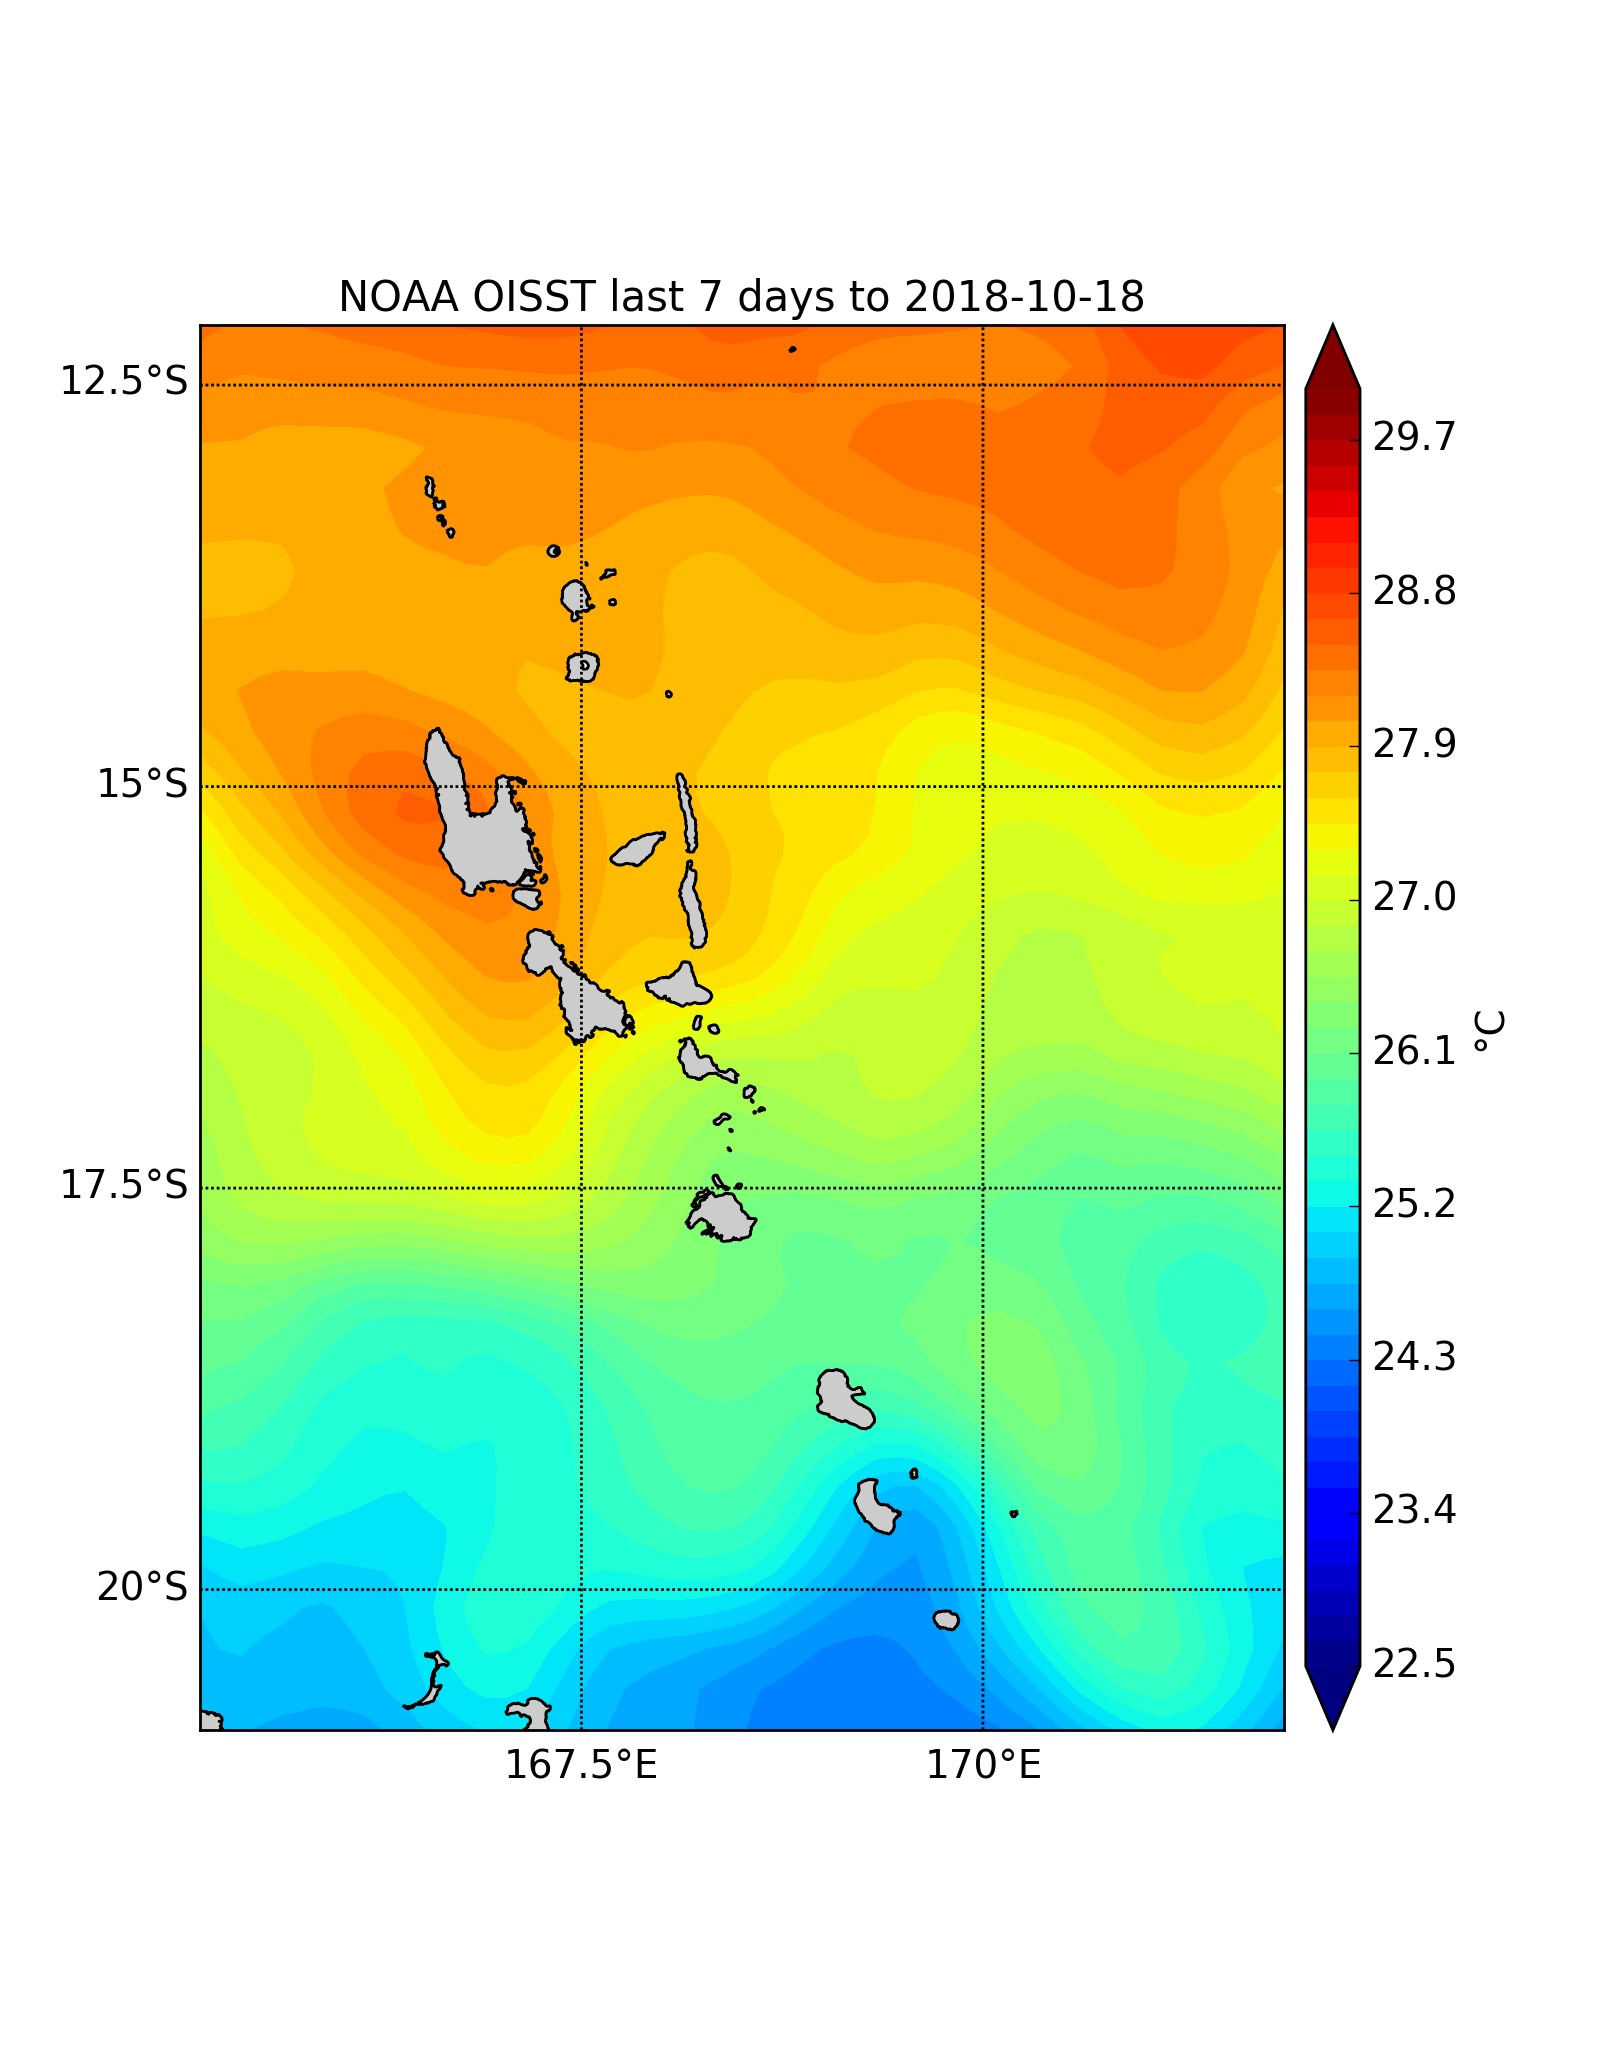 NOAA OISST last 7 days to 2018-10-18
12.5°S
15°S
17.5°S
20°S
167.5°E
170°E
29.7
28.8
27.9
27.0
26.1
25.2
24.3
23.4
22.5
°C